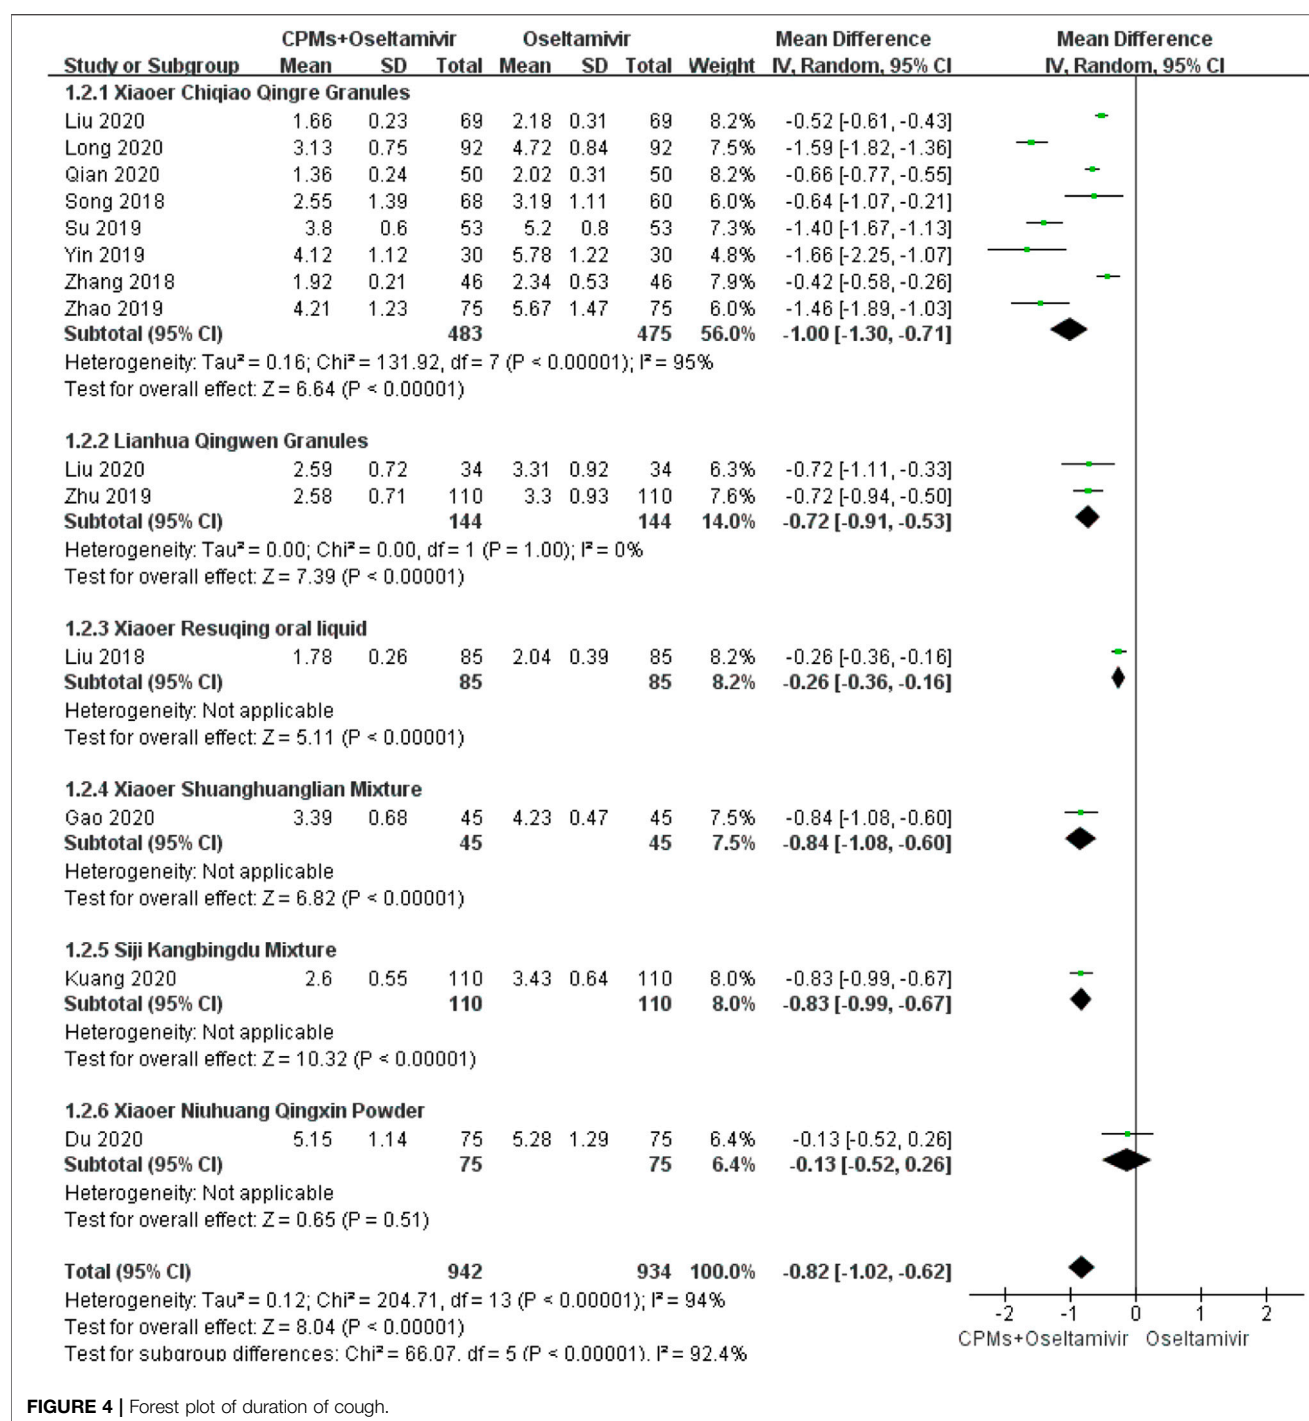 CPMs+Oseltamivir Oseltamivir Mean Difference Mean Difference
Study or Subgroup Mean SD Total Mean SD Total Weight IV, Random, 95% CI IV, Random, 95% CI
1.2.1 Xiaoer Chiqiao Qingre Granules
Liu 2020 1.66 0.23 69 2.18 0.31 69 8.2% -0.52 [-0.61, -0.43]
Long 2020 3.13 0.75 92 4.72 0.84 92 7.5% -1.59 [-1.82, -1.36]
Qian 2020 1.36 0.24 50 2.02 0.31 50 8.2% -0.66 [-0.77, -0.55]
Song 2018 2.55 1.39 68 3.19 1.11 60 6.0% -0.64 [-1.07, -0.21]
Su 2019 3.8 0.6 53 5.2 0.8 53 7.3% -1.40 [-1.67, -1.13]
Yin 2019 4.12 1.12 30 5.78 1.22 30 4.8% -1.66 [-2.25, -1.07]
Zhang 2018 1.92 0.21 46 2.34 0.53 46 7.9% -0.42 [-0.58, -0.26]
Zhao 2019 4.21 1.23 75 5.67 1.47 75 6.0% -1.46 [-1.89, -1.03]
Subtotal (95% CI) 483 475 56.0% -1.00 [-1.30, -0.71]
Heterogeneity: Tau² = 0.16; Chi² = 131.92, df = 7 (P < 0.00001); I² = 95%
Test for overall effect: Z = 6.64 (P < 0.00001)
1.2.2 Lianhua Qingwen Granules
Liu 2020 2.59 0.72 34 3.31 0.92 34 6.3% -0.72 [-1.11, -0.33]
Zhu 2019 2.58 0.71 110 3.3 0.93 110 7.6% -0.72 [-0.94, -0.50]
Subtotal (95% CI) 144 144 14.0% -0.72 [-0.91, -0.53]
Heterogeneity: Tau² = 0.00; Chi² = 0.00, df = 1 (P = 1.00); I² = 0%
Test for overall effect: Z = 7.39 (P < 0.00001)
1.2.3 Xiaoer Resuqing oral liquid
Liu 2018 1.78 0.26 85 2.04 0.39 85 8.2% -0.26 [-0.36, -0.16]
Subtotal (95% CI) 85 85 8.2% -0.26 [-0.36, -0.16]
Heterogeneity: Not applicable
Test for overall effect: Z = 5.11 (P < 0.00001)
1.2.4 Xiaoer Shuanghuanglian Mixture
Gao 2020 3.39 0.68 45 4.23 0.47 45 7.5% -0.84 [-1.08, -0.60]
Subtotal (95% CI) 45 45 7.5% -0.84 [-1.08, -0.60]
Heterogeneity: Not applicable
Test for overall effect: Z = 6.82 (P < 0.00001)
1.2.5 Siji Kangbingdu Mixture
Kuang 2020 2.6 0.55 110 3.43 0.64 110 8.0% -0.83 [-0.99, -0.67]
Subtotal (95% CI) 110 110 8.0% -0.83 [-0.99, -0.67]
Heterogeneity: Not applicable
Test for overall effect: Z = 10.32 (P < 0.00001)
1.2.6 Xiaoer Niuhuang Qingxin Powder
Du 2020 5.15 1.14 75 5.28 1.29 75 6.4% -0.13 [-0.52, 0.26]
Subtotal (95% CI) 75 75 6.4% -0.13 [-0.52, 0.26]
Heterogeneity: Not applicable
Test for overall effect: Z = 0.65 (P = 0.51)
Total (95% CI) 942 934 100.0% -0.82 [-1.02, -0.62]
Heterogeneity: Tau² = 0.12; Chi² = 204.71, df = 13 (P < 0.00001); I² = 94%
Test for overall effect: Z = 8.04 (P < 0.00001)
Test for subgroup differences: Chi² = 66.07, df = 5 (P < 0.00001), I² = 92.4%
-2 -1 0 1 2
CPMs+Oseltamivir Oseltamivir
FIGURE 4 | Forest plot of duration of cough.